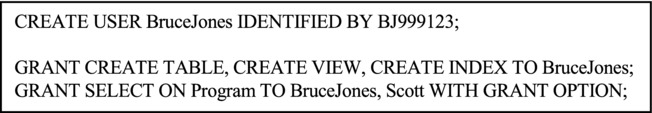 CREATE USER BruceJones IDENTIFIED BY BJ999123;
GRANT CREATE TABLE, CREATE VIEW, CREATE INDEX TO BruceJones;
GRANT SELECT ON Program TO BruceJones, Scott WITH GRANT OPTION;